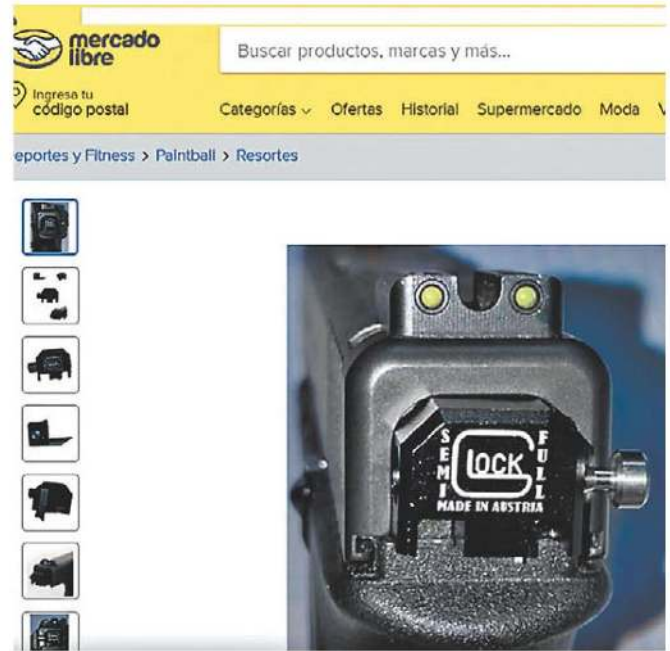 mercado
libre
Buscar productos, marcas y más...
Ingresa tu
código postal
Categorías
Ofertas
Historial
Supermercado
Moda
eportes y Fitness > Paintball > Resortes
SEMI
GLOCK
FULL
MADE IN AUSTRIA